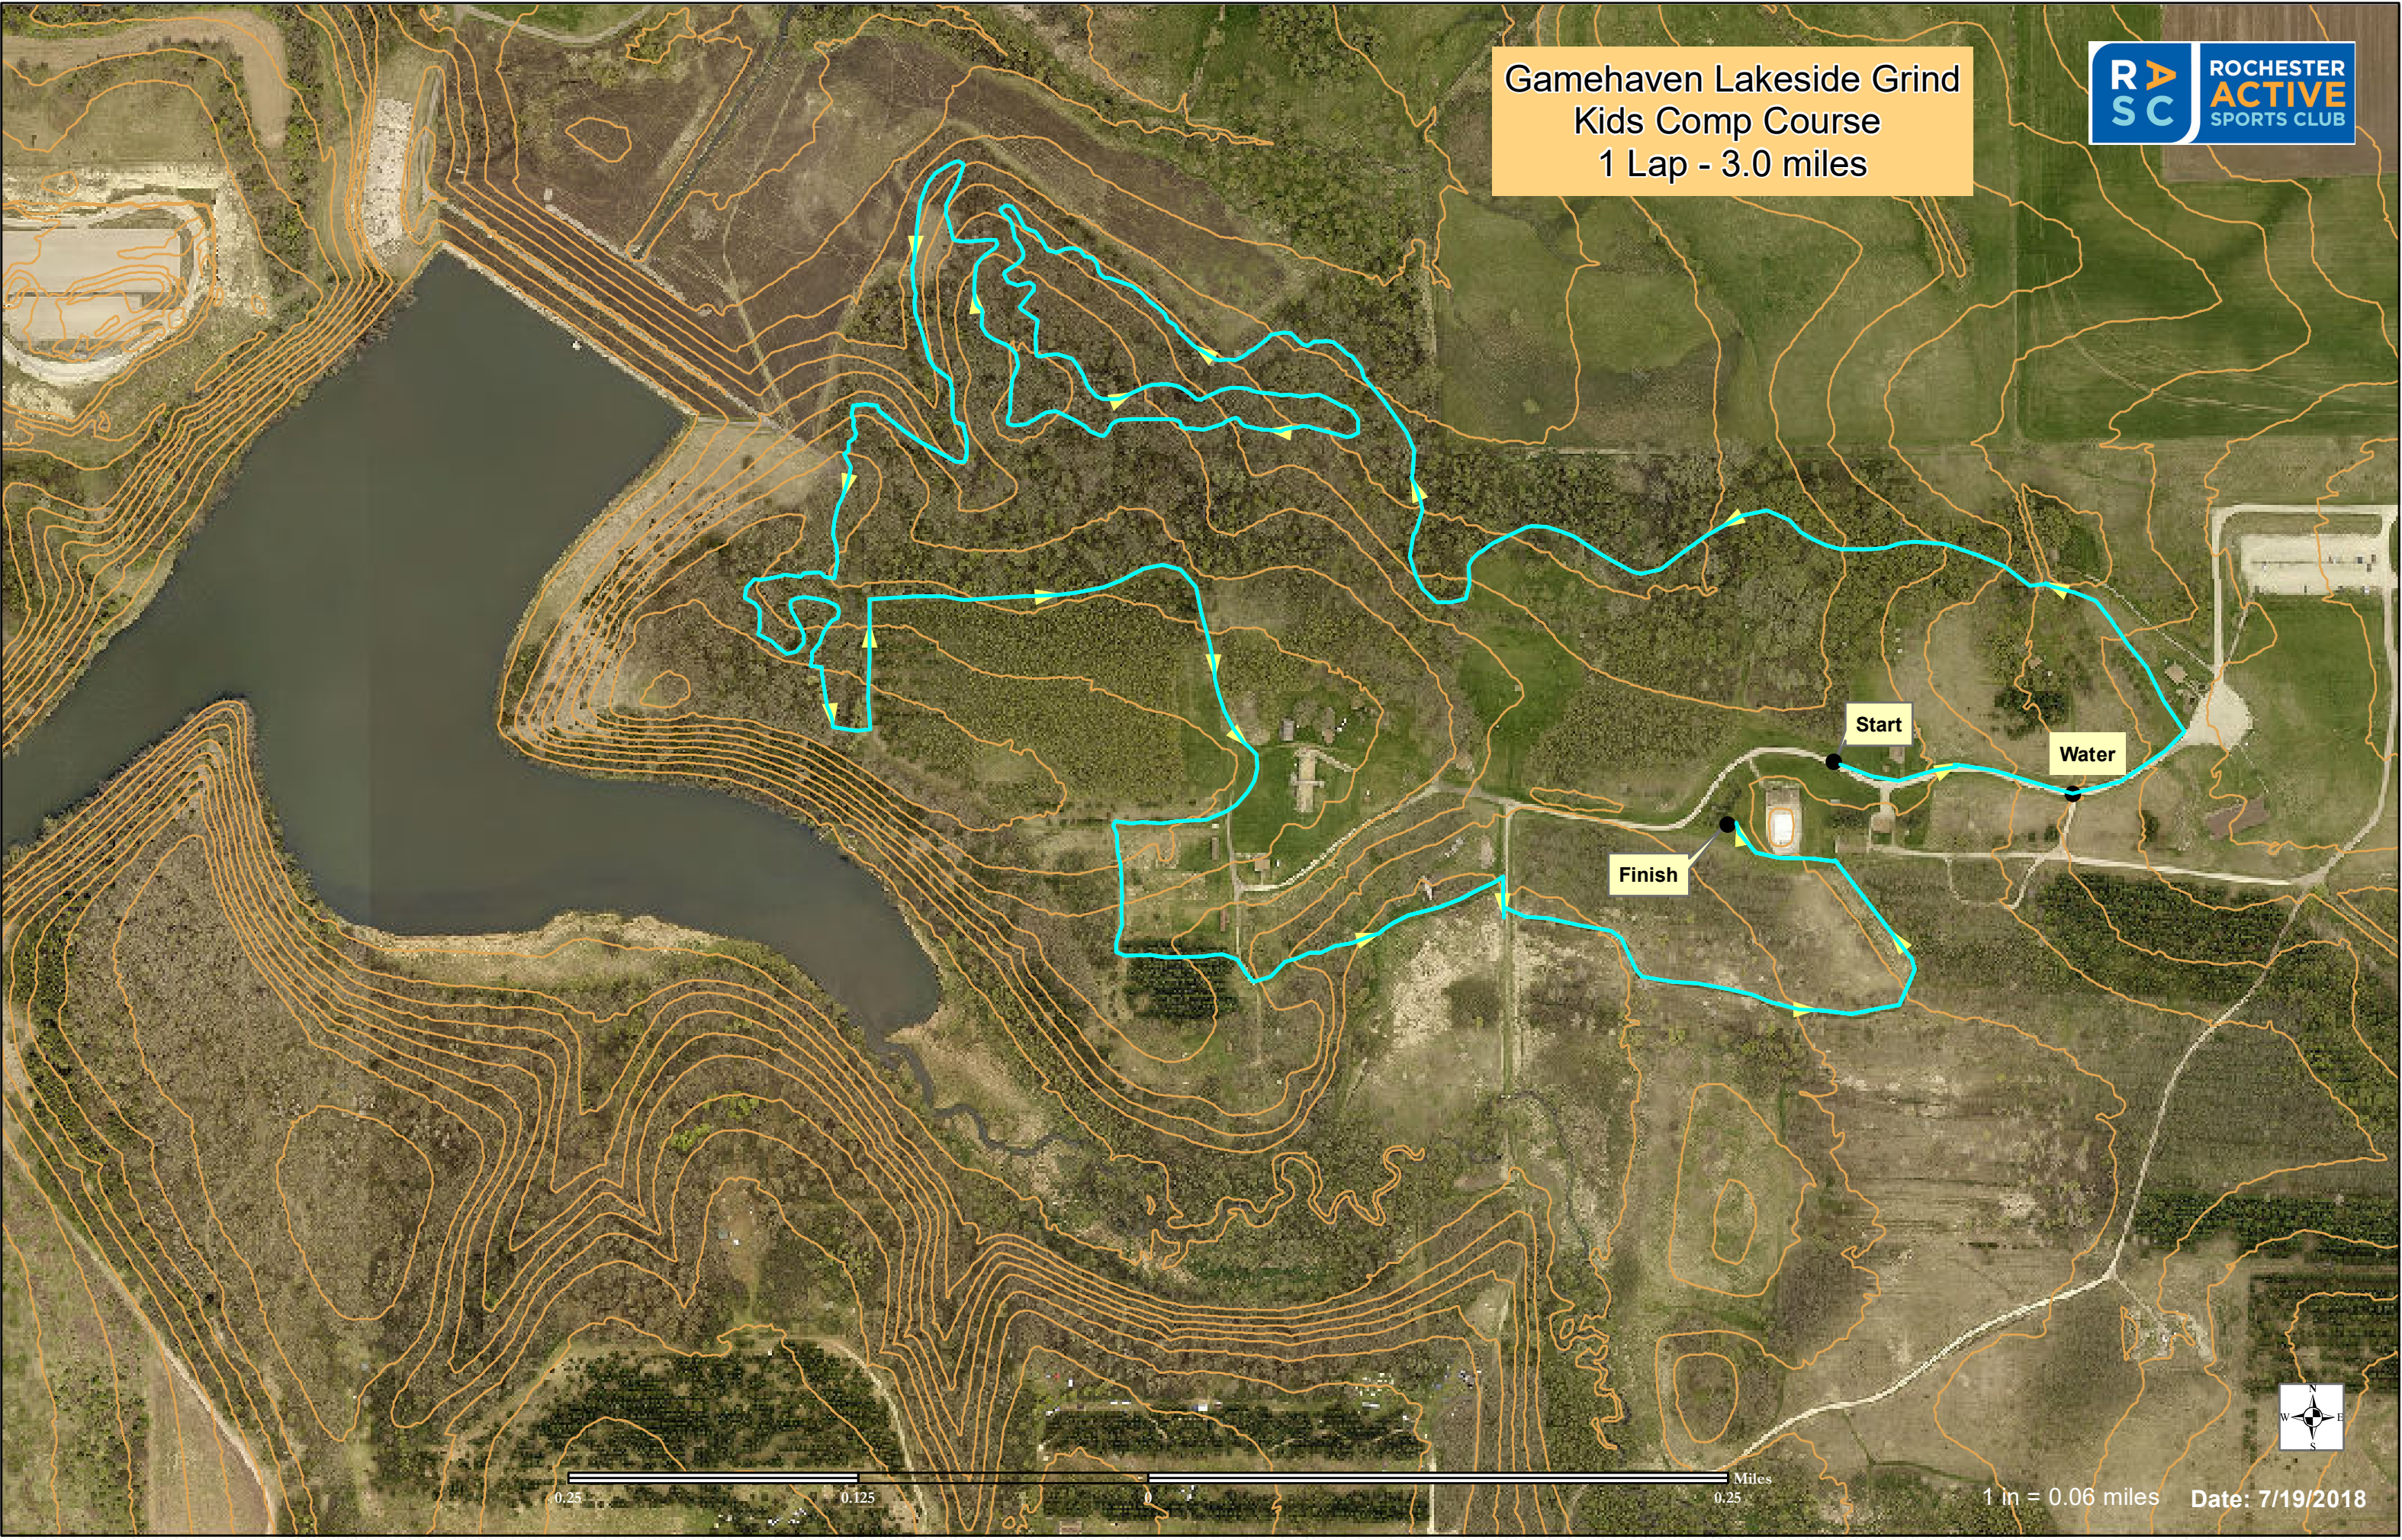 Gamehaven Lakeside Grind
Kids Comp Course
1 Lap - 3.0 miles
R A
S C
ROCHESTER
ACTIVE
SPORTS CLUB
Start
Water
Finish
N
W E
S
Miles
0.25 0.125 0 0.25
1 in = 0.06 miles Date: 7/19/2018